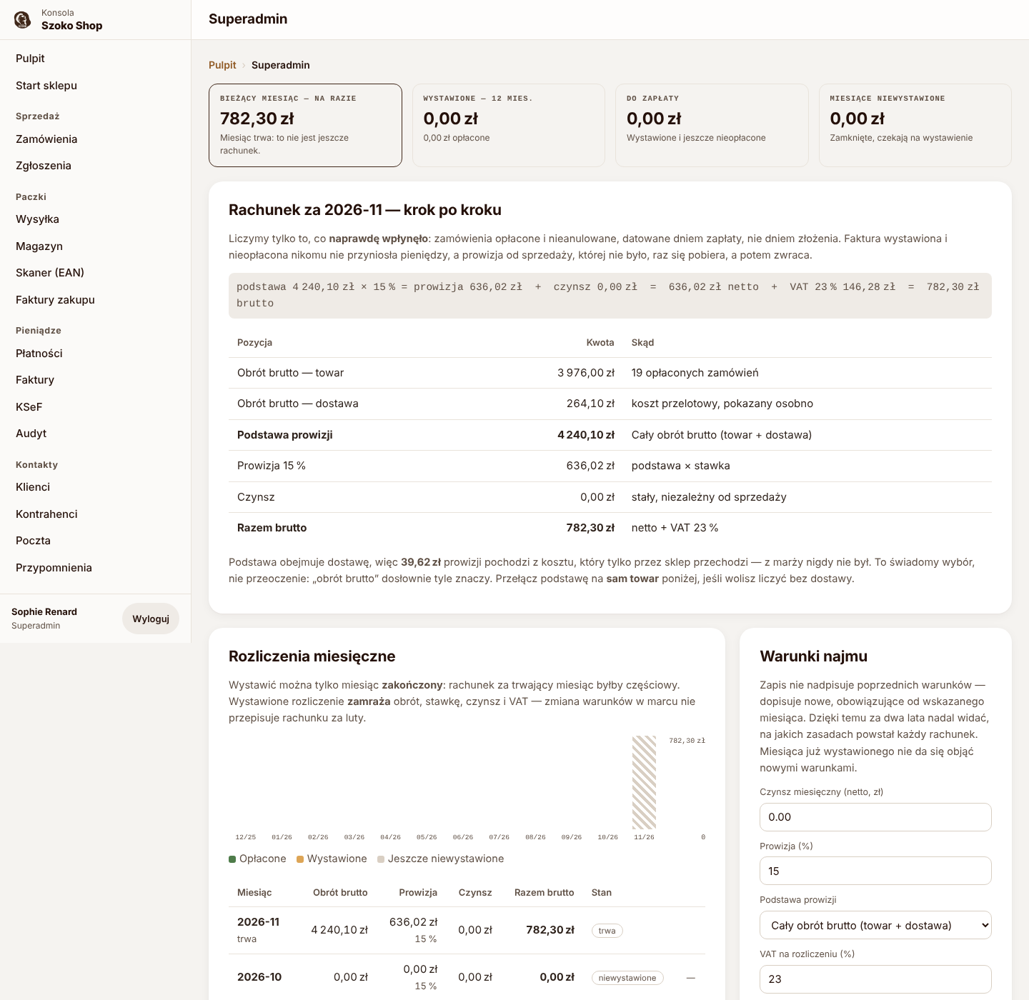 Konsola
Szoko Shop
Superadmin
Pulpit
Start sklepu
Sprzedaż
Zamówienia
Zgłoszenia
Paczki
Wysyłka
Magazyn
Skaner (EAN)
Faktury zakupu
Pieniądze
Płatności
Faktury
KSeF
Audyt
Kontakty
Klienci
Kontrahenci
Poczta
Przypomnienia
Sophie Renard
Superadmin
Wyloguj
Pulpit › Superadmin
BIEŻĄCY MIESIĄC — NA RAZIE
782,30 zł
Miesiąc trwa: to nie jest jeszcze
rachunek.
WYSTAWIONE — 12 MIES.
0,00 zł
0,00 zł opłacone
DO ZAPŁATY
0,00 zł
Wystawione i jeszcze nieopłacone
MIESIĄCE NIEWYSTAWIONE
0,00 zł
Zamknięte, czekają na wystawienie
Rachunek za 2026-11 — krok po kroku
Liczymy tylko to, co naprawdę wpłynęło: zamówienia opłacone i nieanulowane, datowane dniem zapłaty, nie dniem złożenia. Faktura wystawiona i
nieopłacona nikomu nie przyniosła pieniędzy, a prowizja od sprzedaży, której nie było, raz się pobiera, a potem zwraca.
podstawa 4 240,10 zł × 15 % = prowizja 636,02 zł + czynsz 0,00 zł = 636,02 zł netto + VAT 23 % 146,28 zł = 782,30 zł
brutto
Pozycja Kwota Skąd
Obrót brutto — towar 3 976,00 zł 19 opłaconych zamówień
Obrót brutto — dostawa 264,10 zł koszt przelotowy, pokazany osobno
Podstawa prowizji 4 240,10 zł Cały obrót brutto (towar + dostawa)
Prowizja 15 % 636,02 zł podstawa × stawka
Czynsz 0,00 zł stały, niezależny od sprzedaży
Razem brutto 782,30 zł netto + VAT 23 %
Podstawa obejmuje dostawę, więc 39,62 zł prowizji pochodzi z kosztu, który tylko przez sklep przechodzi — z marży nigdy nie był. To świadomy wybór,
nie przeoczenie: „obrót brutto” dosłownie tyle znaczy. Przełącz podstawę na sam towar poniżej, jeśli wolisz liczyć bez dostawy.
Rozliczenia miesięczne
Wystawić można tylko miesiąc zakończony: rachunek za trwający miesiąc byłby częściowy.
Wystawione rozliczenie zamraża obrót, stawkę, czynsz i VAT — zmiana warunków w marcu nie
przepisuje rachunku za luty.
782,30 zł
12/25 01/26 02/26 03/26 04/26 05/26 06/26 07/26 08/26 09/26 10/26 11/26 0
Opłacone Wystawione Jeszcze niewystawione
Miesiąc Obrót brutto Prowizja Czynsz Razem brutto Stan
2026-11 4 240,10 zł 636,02 zł 0,00 zł 782,30 zł trwa
trwa 15 %
2026-10 0,00 zł 0,00 zł 0,00 zł 0,00 zł niewystawione —
15 %
Warunki najmu
Zapis nie nadpisuje poprzednich warunków —
dopisuje nowe, obowiązujące od wskazanego
miesiąca. Dzięki temu za dwa lata nadal widać,
na jakich zasadach powstał każdy rachunek.
Miesiąca już wystawionego nie da się objąć
nowymi warunkami.
Czynsz miesięczny (netto, zł)
0.00
Prowizja (%)
15
Podstawa prowizji
Cały obrót brutto (towar + dostawa)
VAT na rozliczeniu (%)
23